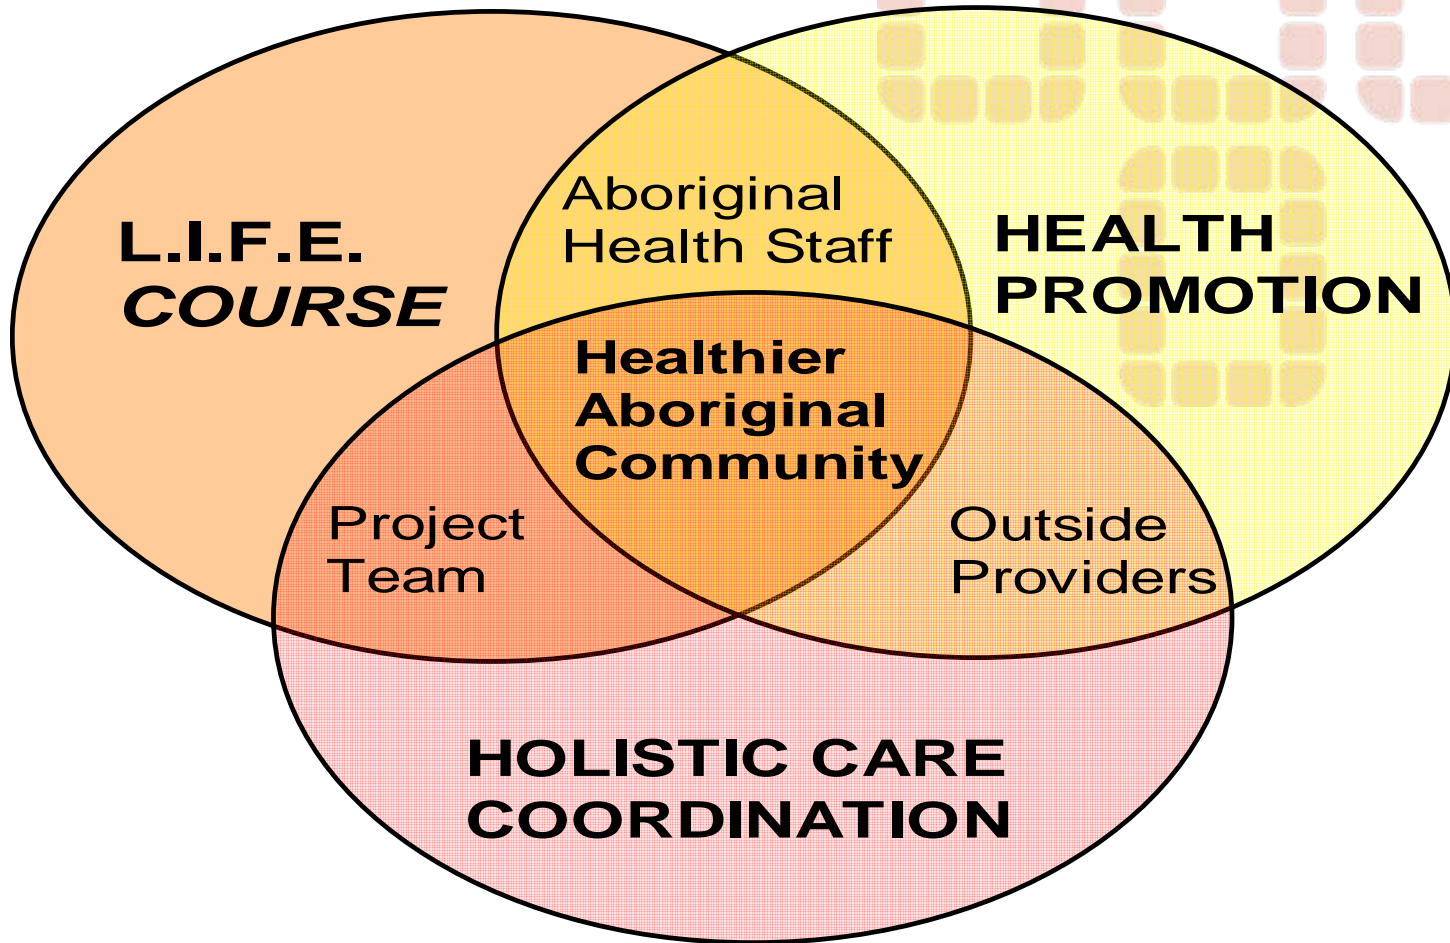 L.I.F.E.
COURSE
Aboriginal
Health Staff
HEALTH
PROMOTION
Healthier
Aboriginal
Community
Project
Team
Outside
Providers
HOLISTIC CARE
COORDINATION